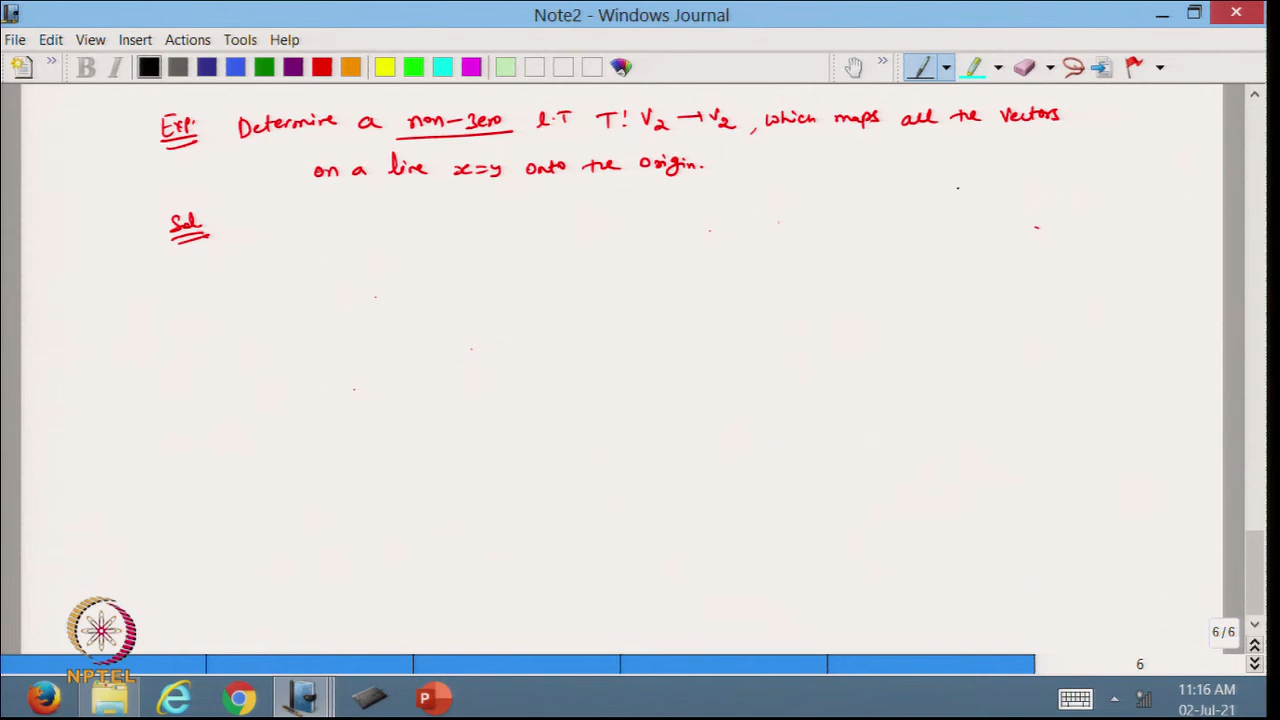 Note2 - Windows Journal
File Edit View Insert Actions Tools Help
B I
Exp: Determine a non-zero l.T T: V2 → V2, which maps all the vectors
on a line x=y onto the origin.
Sol
6 / 6
NPTEL
6
11:16 AM
02-Jul-21